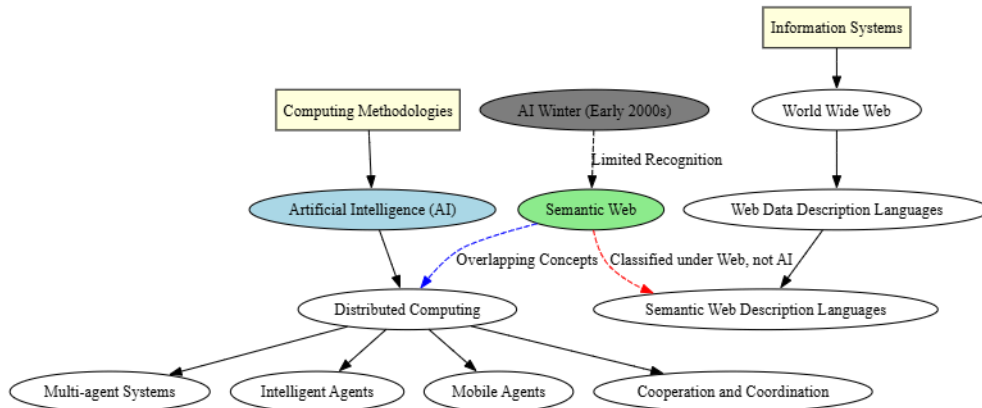 Information Systems
Computing Methodologies
AI Winter (Early 2000s)
World Wide Web
Limited Recognition
Artificial Intelligence (AI)
Semantic Web
Web Data Description Languages
Overlapping Concepts
Classified under Web, not AI
Distributed Computing
Semantic Web Description Languages
Multi-agent Systems
Intelligent Agents
Mobile Agents
Cooperation and Coordination